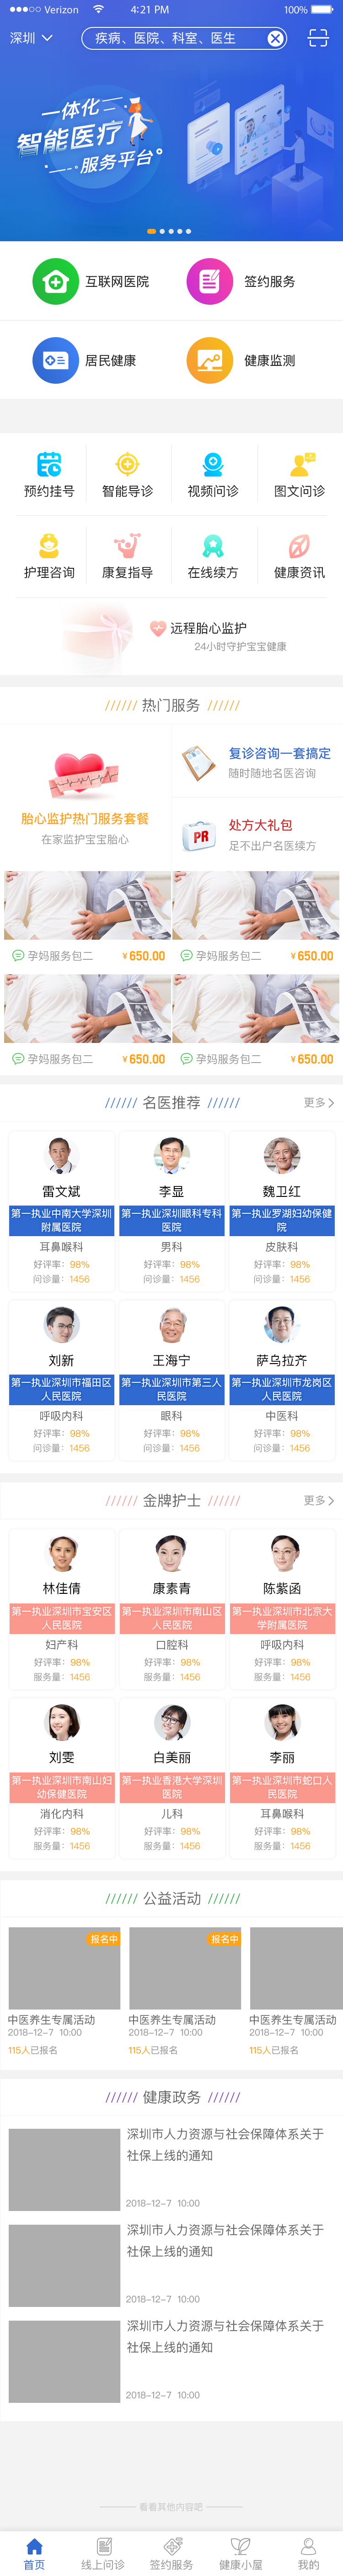 Verizon 4:21 PM 100%
深圳 疾病、医院、科室、医生
一体化
智能医疗
服务平台。
互联网医院 签约服务
居民健康 健康监测
预约挂号 智能导诊 视频问诊 图文问诊
护理咨询 康复指导 在线续方 健康资讯
远程胎心监护
24小时守护宝宝健康
////// 热门服务 //////
胎心监护热门服务套餐
在家监护宝宝胎心
复诊咨询一套搞定
随时随地名医咨询
PR
处方大礼包
足不出户名医续方
孕妈服务包二 ¥650.00 孕妈服务包二 ¥650.00
孕妈服务包二 ¥650.00 孕妈服务包二 ¥650.00
////// 名医推荐 ////// 更多
雷文斌 李显 魏卫红
第一执业中南大学深圳 第一执业深圳眼科专科 第一执业罗湖妇幼保健
附属医院 医院 院
耳鼻喉科 男科 皮肤科
好评率：98% 好评率：98% 好评率：98%
问诊量：1456 问诊量：1456 问诊量：1456
刘新 王海宁 萨乌拉齐
第一执业深圳市福田区 第一执业深圳市第三人 第一执业深圳市龙岗区
人民医院 民医院 人民医院
呼吸内科 眼科 中医科
好评率：98% 好评率：98% 好评率：98%
问诊量：1456 问诊量：1456 问诊量：1456
////// 金牌护士 ////// 更多
林佳倩 康素青 陈紫函
第一执业深圳市宝安区 第一执业深圳市南山区 第一执业深圳市北京大
人民医院 人民医院 学附属医院
妇产科 口腔科 呼吸内科
好评率：98% 好评率：98% 好评率：98%
服务量：1456 服务量：1456 服务量：1456
刘雯 白美丽 李丽
第一执业深圳市南山妇 第一执业香港大学深圳 第一执业深圳市蛇口人
幼保健医院 医院 民医院
消化内科 儿科 耳鼻喉科
好评率：98% 好评率：98% 好评率：98%
服务量：1456 服务量：1456 服务量：1456
////// 公益活动 //////
报名中 报名中
中医养生专属活动 中医养生专属活动 中医养生专属活动
2018-12-7 10:00 2018-12-7 10:00 2018-12-7 10:00
115人已报名 115人已报名 115人已报名
////// 健康政务 //////
深圳市人力资源与社会保障体系关于
社保上线的通知
2018-12-7 10:00
深圳市人力资源与社会保障体系关于
社保上线的通知
2018-12-7 10:00
深圳市人力资源与社会保障体系关于
社保上线的通知
2018-12-7 10:00
看看其他内容吧
首页 线上问诊 签约服务 健康小屋 我的